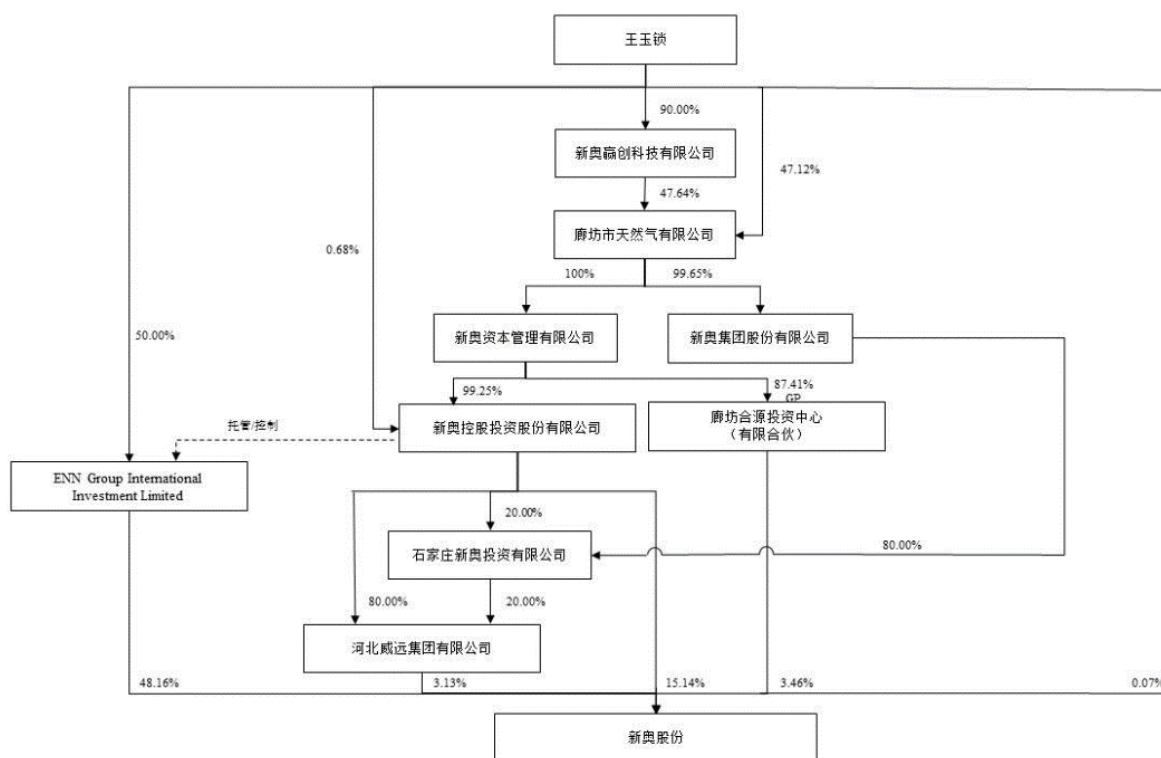 王玉锁
90.00%
新奥赢创科技有限公司
47.12%
47.64%
廊坊市天然气有限公司
0.68%
100%
99.65%
新奥资本管理有限公司
新奥集团股份有限公司
50.00%
99.25%
87.41%
GP
新奥控股投资股份有限公司
廊坊合源投资中心
（有限合伙）
托管/控制
ENN Group International
Investment Limited
20.00%
石家庄新奥投资有限公司
80.00%
80.00%
20.00%
河北威远集团有限公司
48.16%
3.13%
15.14%
3.46%
0.07%
新奥股份